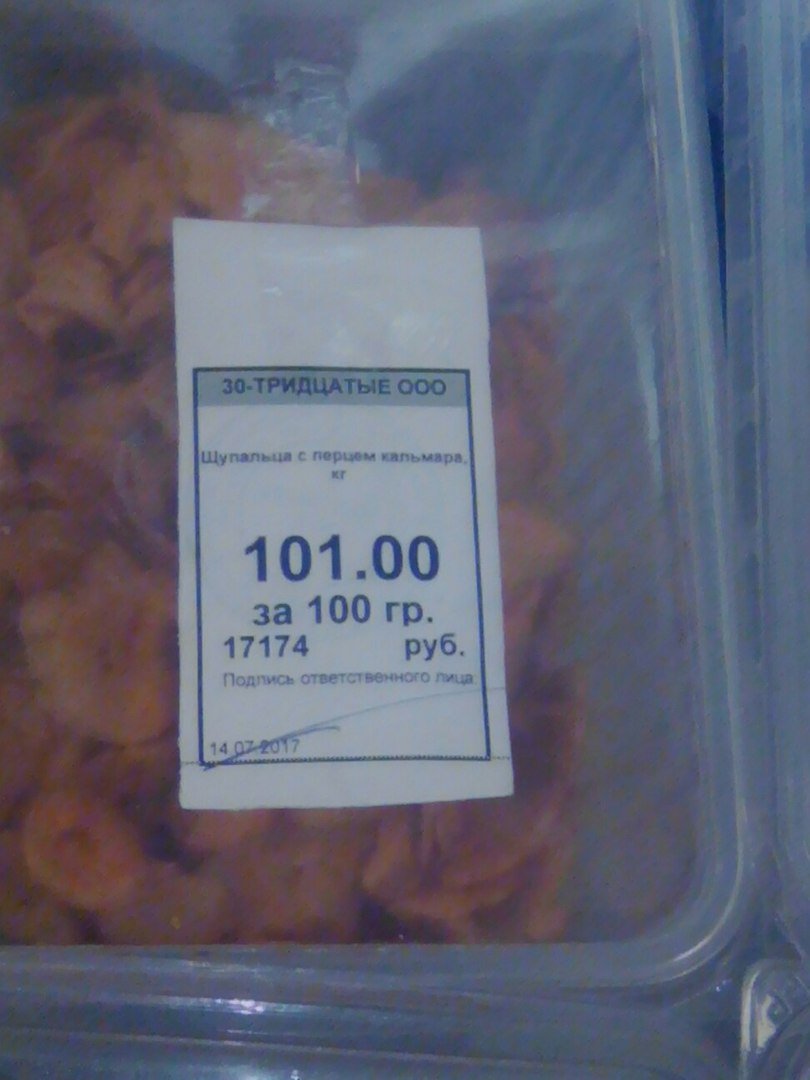 30-ТРИДЦАТЫЕ ООО
Щупальца с перцем кальмара,
кг
101.00
за 100 гр.
17174 руб.
Подпись ответственного лица
14.07.2017